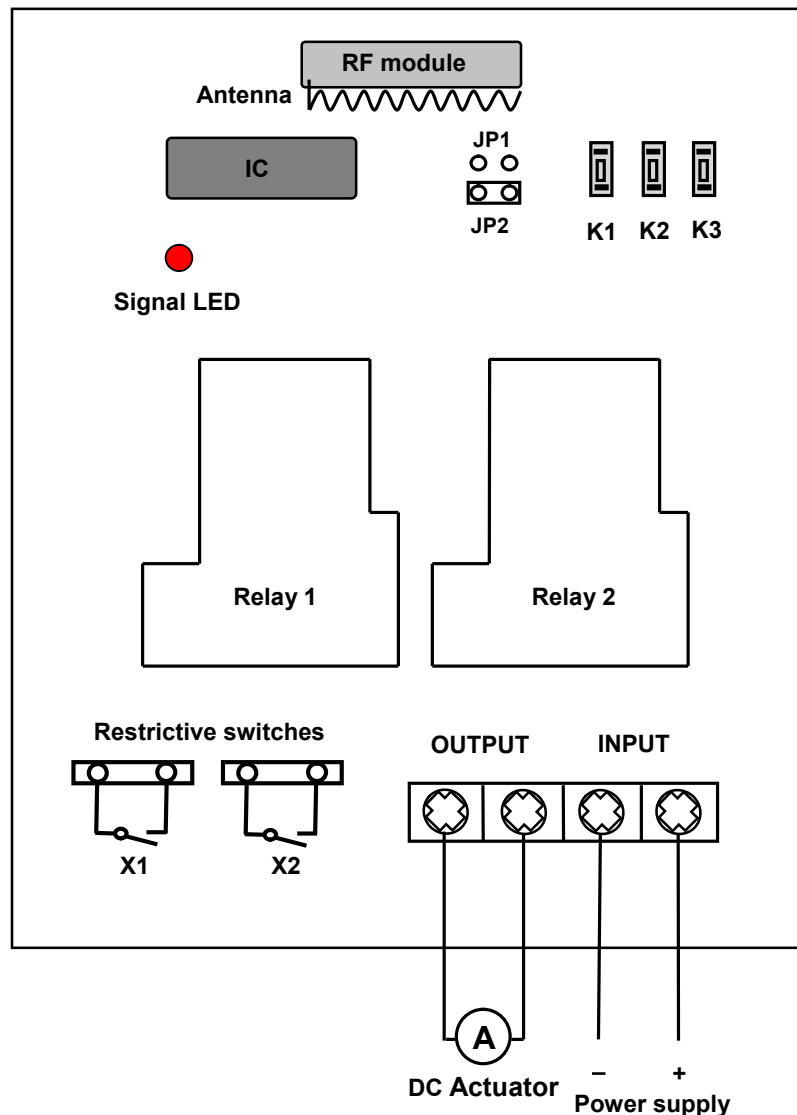 RF module
Antenna
IC
JP1
JP2
K1 K2 K3
Signal LED
Relay 1
Relay 2
Restrictive switches
X1
X2
OUTPUT
INPUT
A
DC Actuator
– +
Power supply